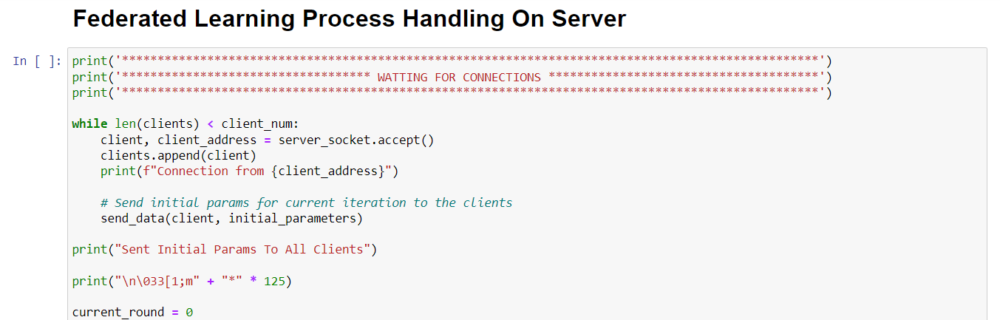 Federated Learning Process Handling On Server
In [ ]: print('**************************************************************************************************')
print('*********************************** WATTING FOR CONNECTIONS **************************************')
print('**************************************************************************************************')
while len(clients) < client_num:
    client, client_address = server_socket.accept()
    clients.append(client)
    print(f"Connection from {client_address}")
    # Send initial params for current iteration to the clients
    send_data(client, initial_parameters)
print("Sent Initial Params To All Clients")
print("\n\033[1;m" + "*" * 125)
current_round = 0